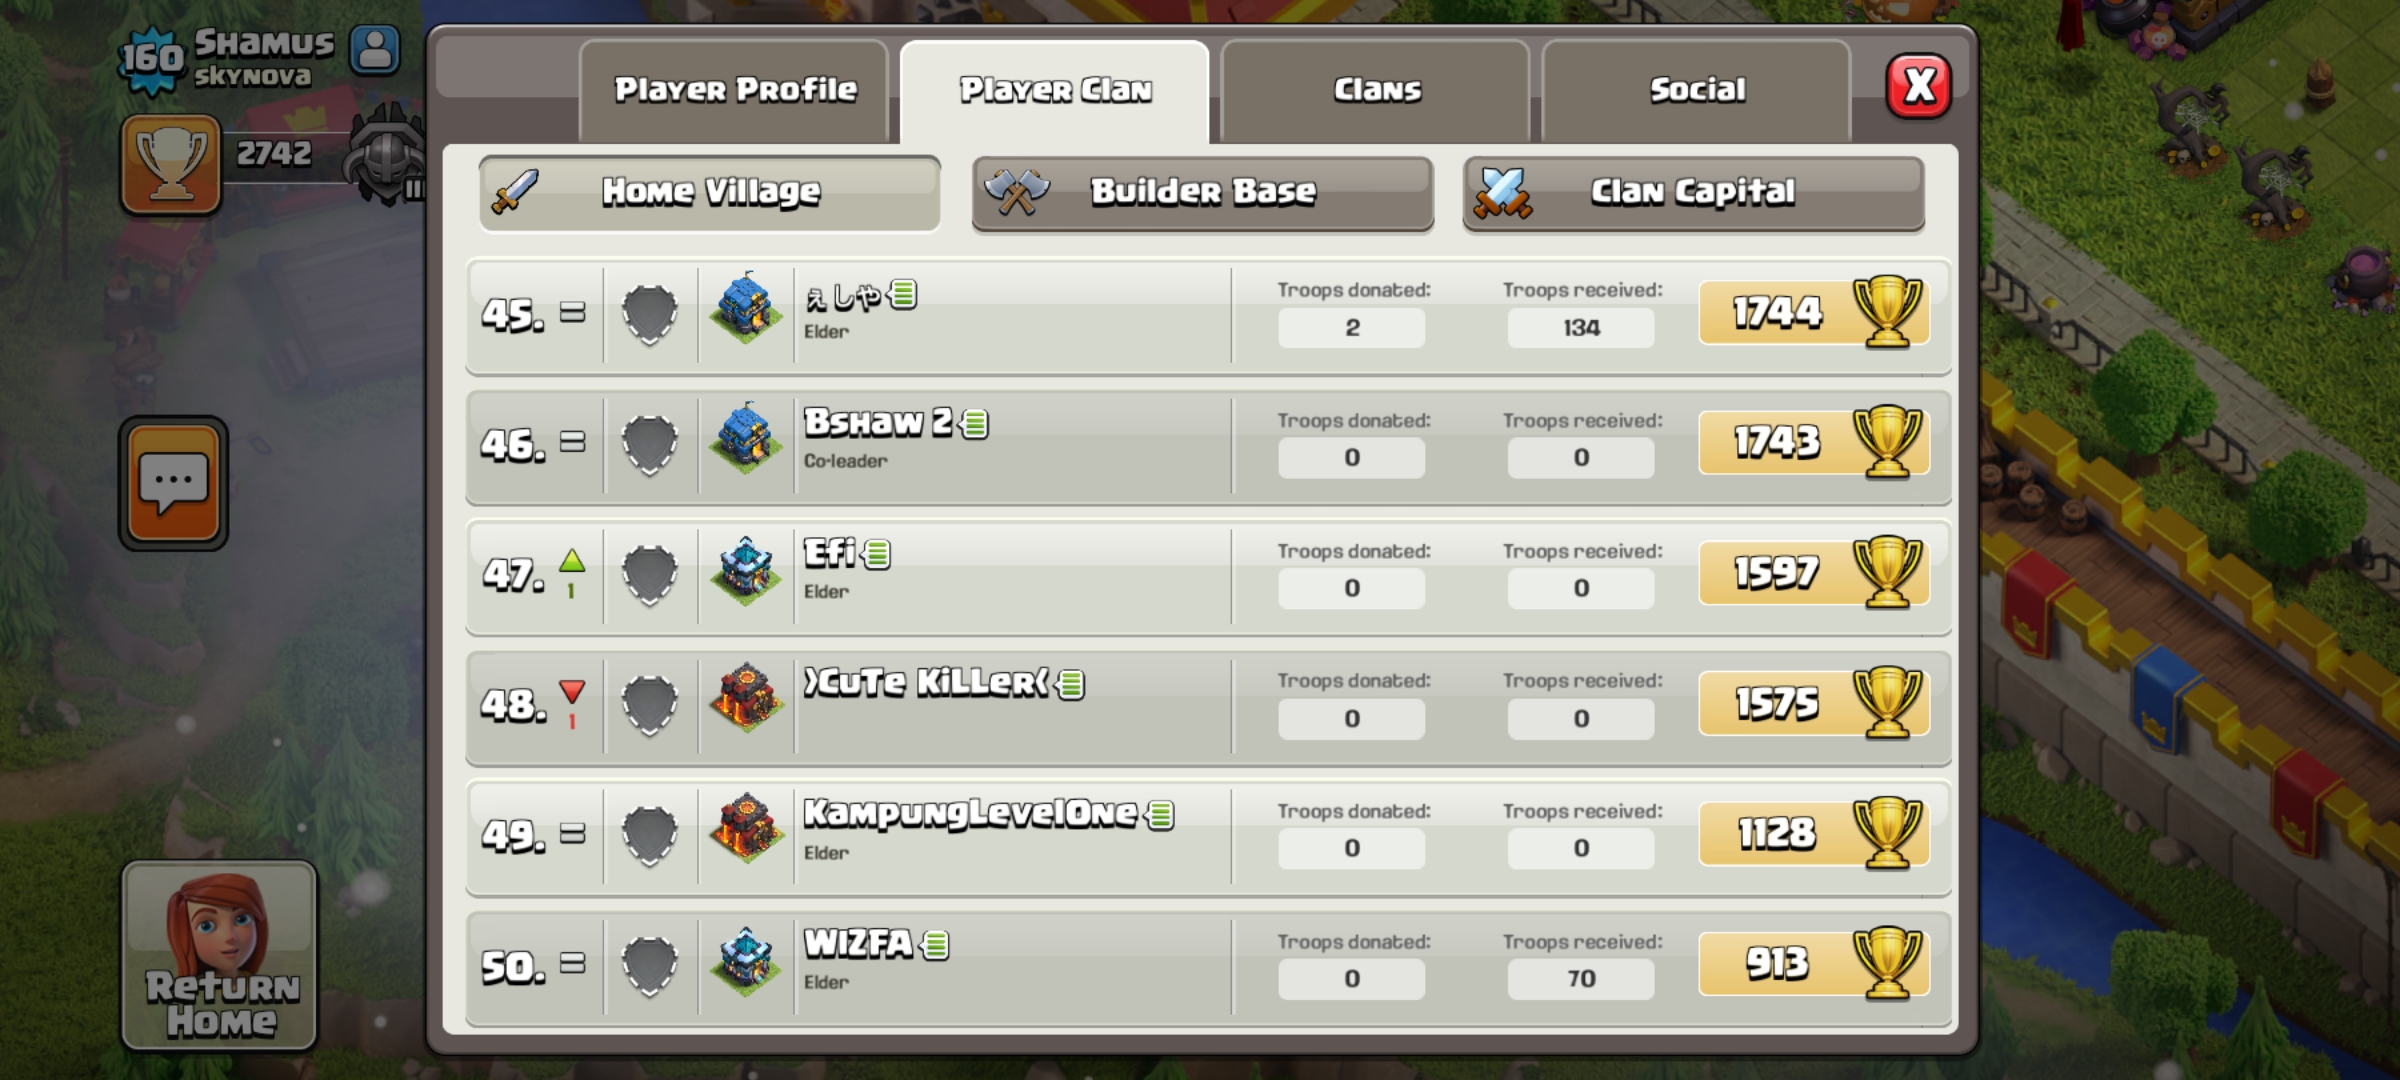 160
Shamus
skynova
2742
Player Profile
Player Clan
Clans
Social
X
Home Village
Builder Base
Clan Capital
45. =
ぇしゃ
Elder
Troops donated:
2
Troops received:
134
1744
46. =
Bshaw 2
Co-leader
Troops donated:
0
Troops received:
0
1743
47.
1
Efi
Elder
Troops donated:
0
Troops received:
0
1597
48.
1
》CuTe KiLLer《
Troops donated:
0
Troops received:
0
1575
49. =
KampungLevelOne
Elder
Troops donated:
0
Troops received:
0
1128
50. =
WIZFA
Elder
Troops donated:
0
Troops received:
70
913
Return
Home